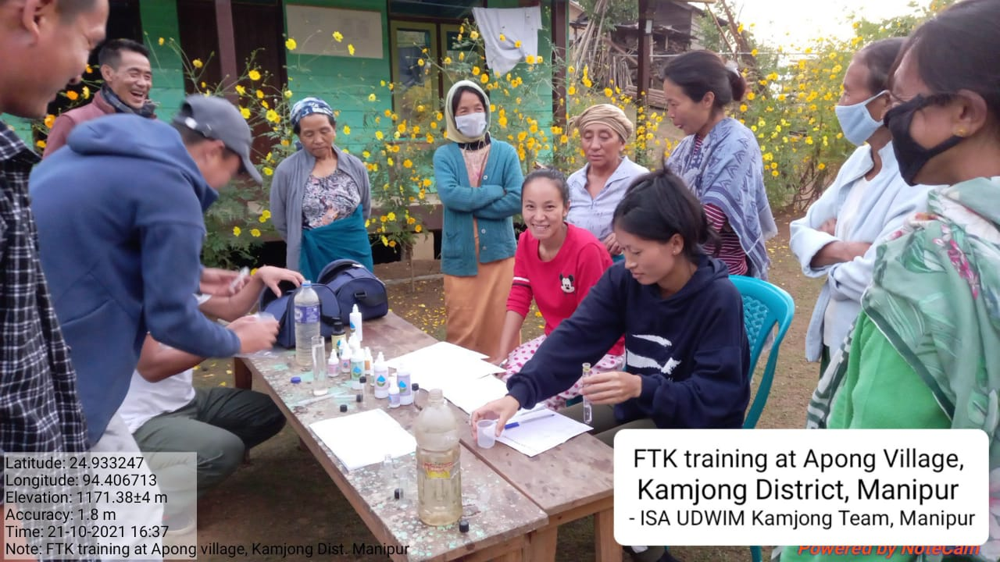 Latitude: 24.933247
Longitude: 94.406713
Elevation: 1171.38±4 m
Accuracy: 1.8 m
Time: 21-10-2021 16:37
Note: FTK training at Apong village, Kamjong Dist. Manipur
FTK training at Apong Village,
Kamjong District, Manipur
- ISA UDWIM Kamjong Team, Manipur
Powered by NoteCam